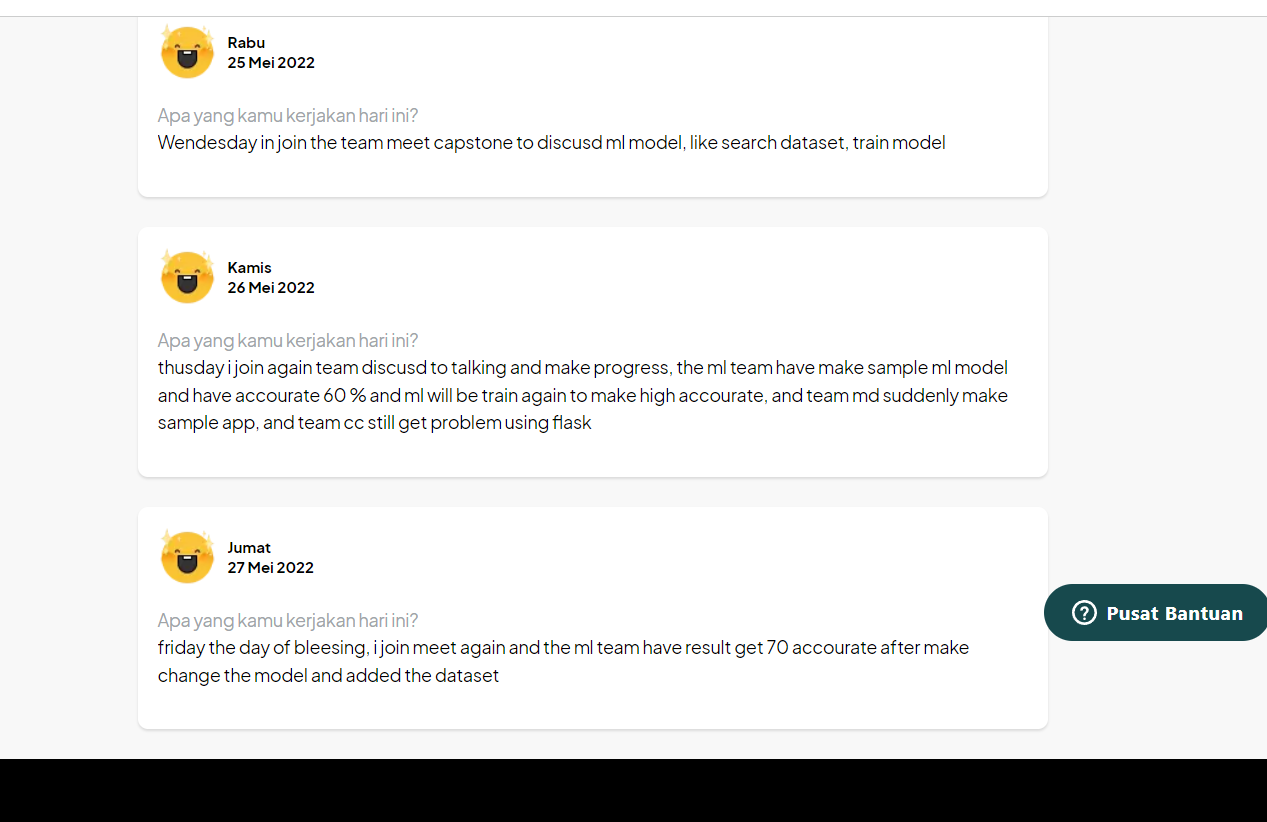 Rabu
25 Mei 2022
Apa yang kamu kerjakan hari ini?
Wendesday in join the team meet capstone to discusd ml model, like search dataset, train model
Kamis
26 Mei 2022
Apa yang kamu kerjakan hari ini?
thusday i join again team discusd to talking and make progress, the ml team have make sample ml model
and have accourate 60 % and ml will be train again to make high accourate, and team md suddenly make
sample app, and team cc still get problem using flask
Jumat
27 Mei 2022
Apa yang kamu kerjakan hari ini?
friday the day of bleesing, i join meet again and the ml team have result get 70 accourate after make
change the model and added the dataset
Pusat Bantuan